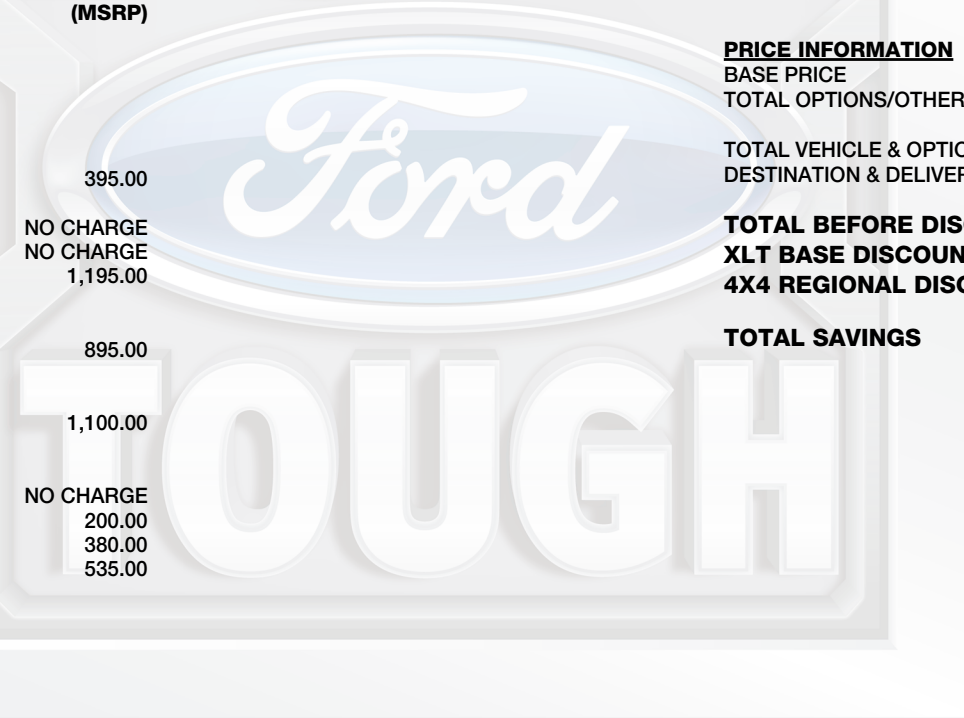 (MSRP)
395.00
NO CHARGE
NO CHARGE
1,195.00
895.00
1,100.00
NO CHARGE
200.00
380.00
535.00
PRICE INFORMATION
BASE PRICE
TOTAL OPTIONS/OTHER
TOTAL VEHICLE & OPTIO
DESTINATION & DELIVER
TOTAL BEFORE DISC
XLT BASE DISCOUN
4X4 REGIONAL DISC
TOTAL SAVINGS
Ford
TOUGH